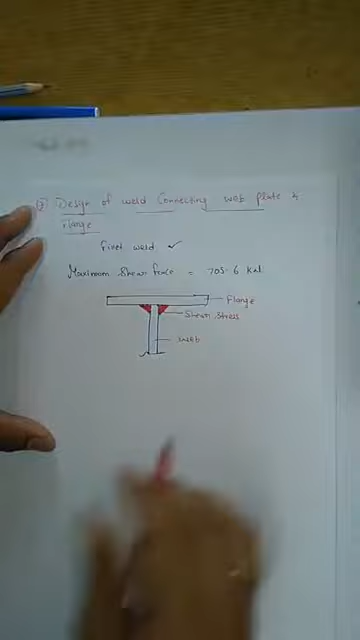 (7) Design of weld Connecting web plate &
Flange
Fillet weld ✓
Maximum Shear force = 705.6 kN
Flange
Shear stress
Web